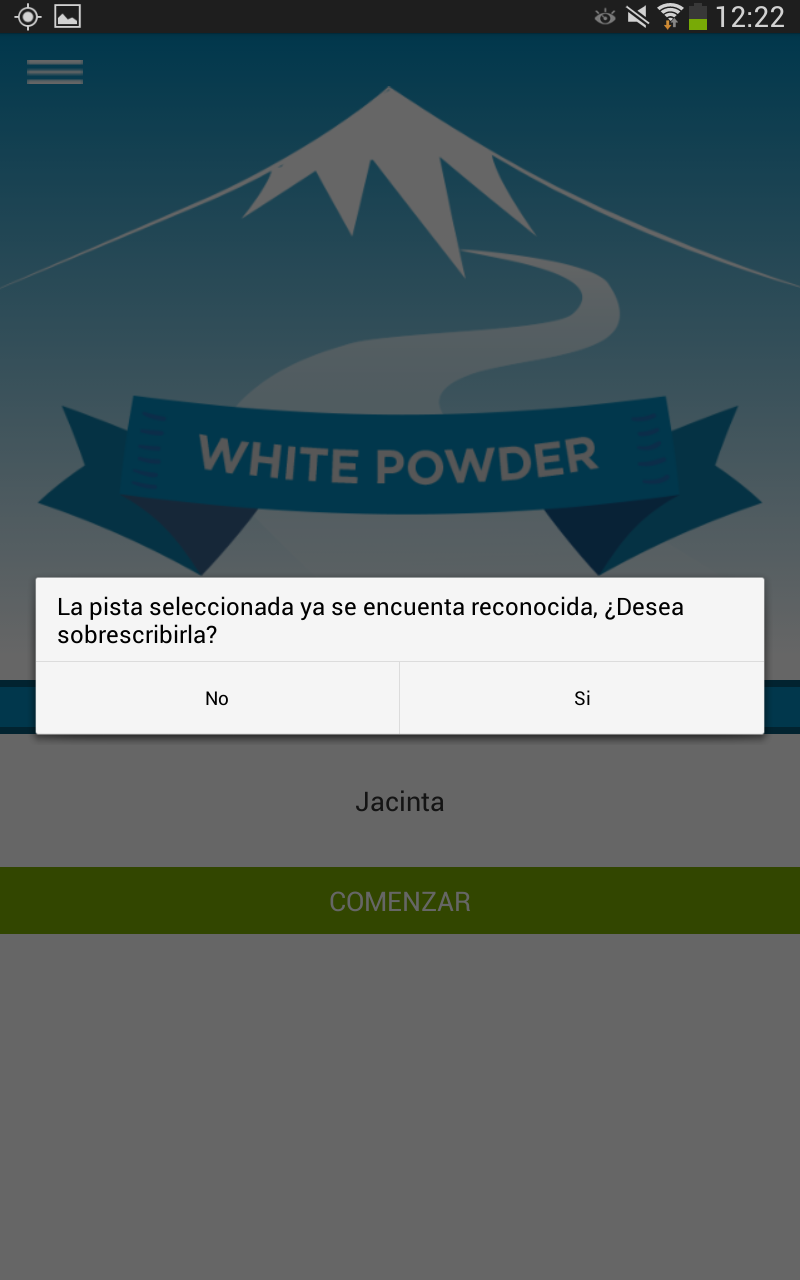 12:22
WHITE POWDER
La pista seleccionada ya se encuenta reconocida, ¿Desea
sobrescribirla?
No
Si
Jacinta
COMENZAR